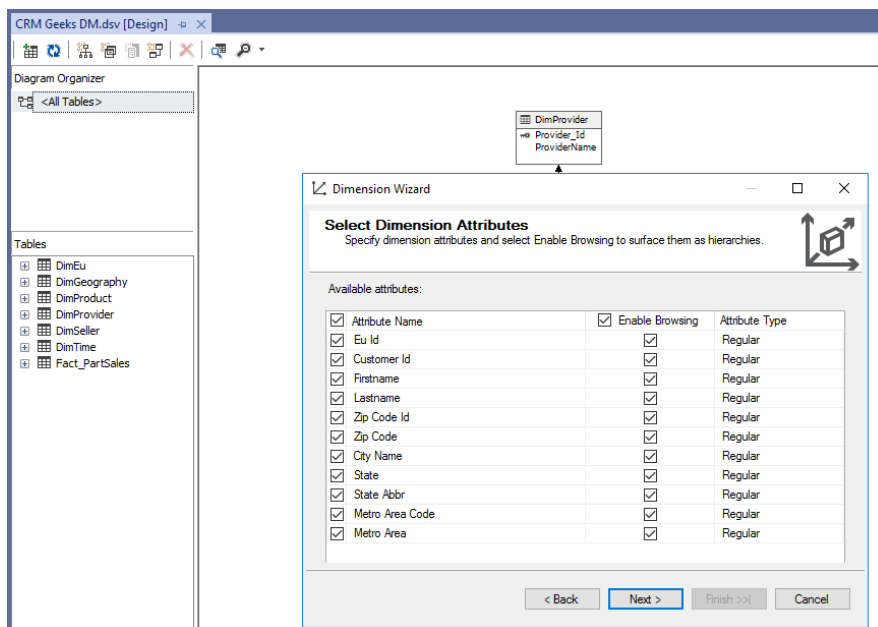 CRM Geeks DM.dsv [Design]
Diagram Organizer
<All Tables>
DimProvider
Provider_Id
ProviderName
Dimension Wizard
Select Dimension Attributes
Specify dimension attributes and select Enable Browsing to surface them as hierarchies.
Tables
DimEu
DimGeography
DimProduct
DimProvider
DimSeller
DimTime
Fact_PartSales
Available attributes:
Attribute Name Enable Browsing Attribute Type
Eu Id Regular
Customer Id Regular
Firstname Regular
Lastname Regular
Zip Code Id Regular
Zip Code Regular
City Name Regular
State Regular
State Abbr Regular
Metro Area Code Regular
Metro Area Regular
< Back Next > Finish >>| Cancel